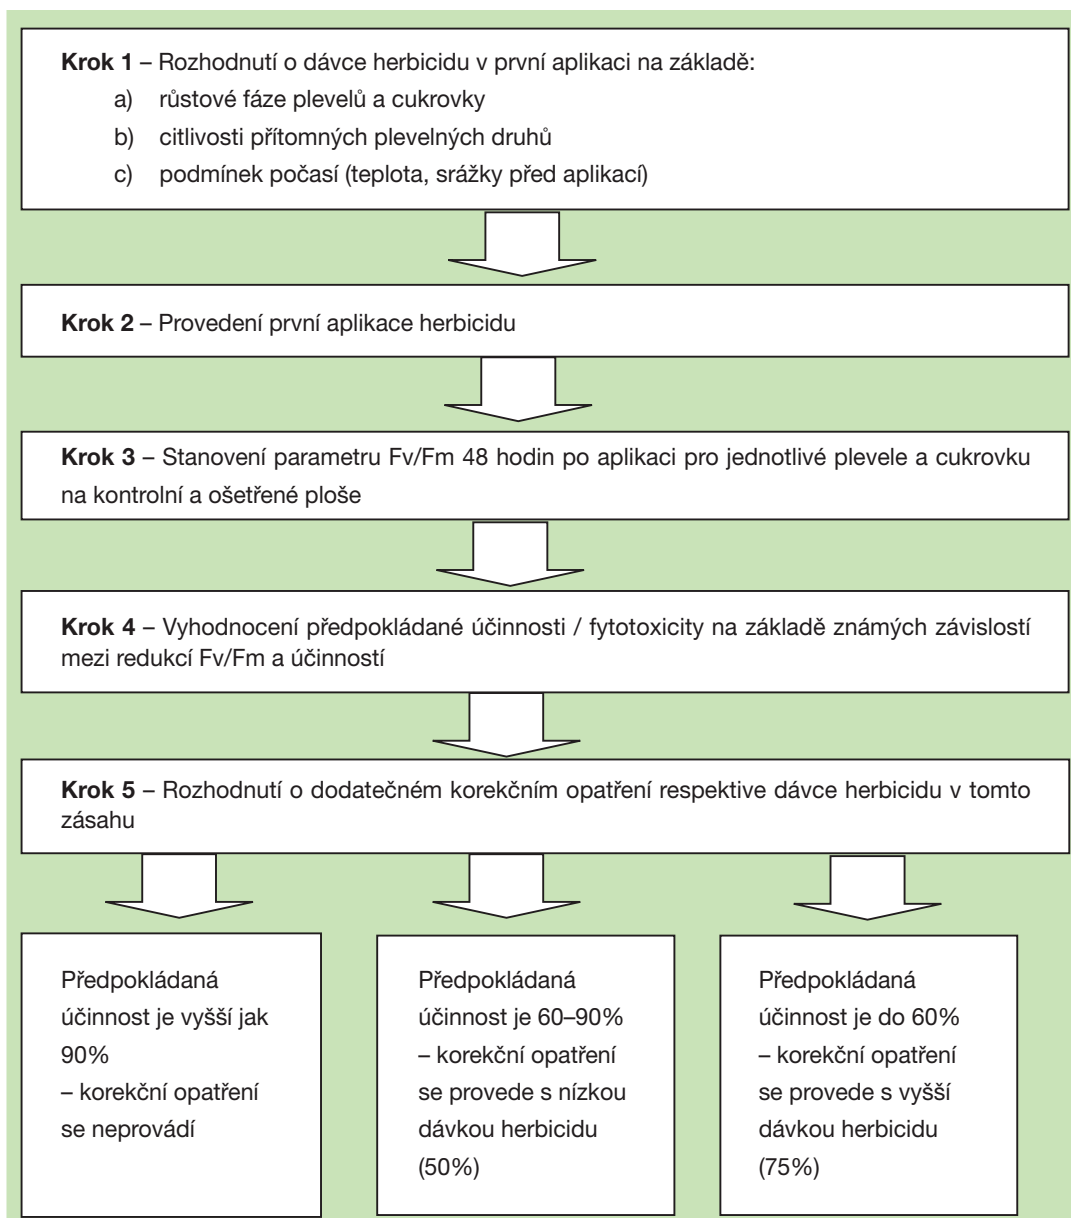 Krok 1 – Rozhodnutí o dávce herbicidu v první aplikaci na základě:
a) růstové fáze plevelů a cukrovky
b) citlivosti přítomných plevelných druhů
c) podmínek počasí (teplota, srážky před aplikací)
Krok 2 – Provedení první aplikace herbicidu
Krok 3 – Stanovení parametru Fv/Fm 48 hodin po aplikaci pro jednotlivé plevele a cukrovku
na kontrolní a ošetřené ploše
Krok 4 – Vyhodnocení předpokládané účinnosti / fytotoxicity na základě známých závislostí
mezi redukcí Fv/Fm a účinností
Krok 5 – Rozhodnutí o dodatečném korekčním opatření respektive dávce herbicidu v tomto
zásahu
Předpokládaná
účinnost je vyšší jak
90%
– korekční opatření
se neprovádí
Předpokládaná
účinnost je 60–90%
– korekční opatření
se provede s nízkou
dávkou herbicidu
(50%)
Předpokládaná
účinnost je do 60%
– korekční opatření
se provede s vyšší
dávkou herbicidu
(75%)